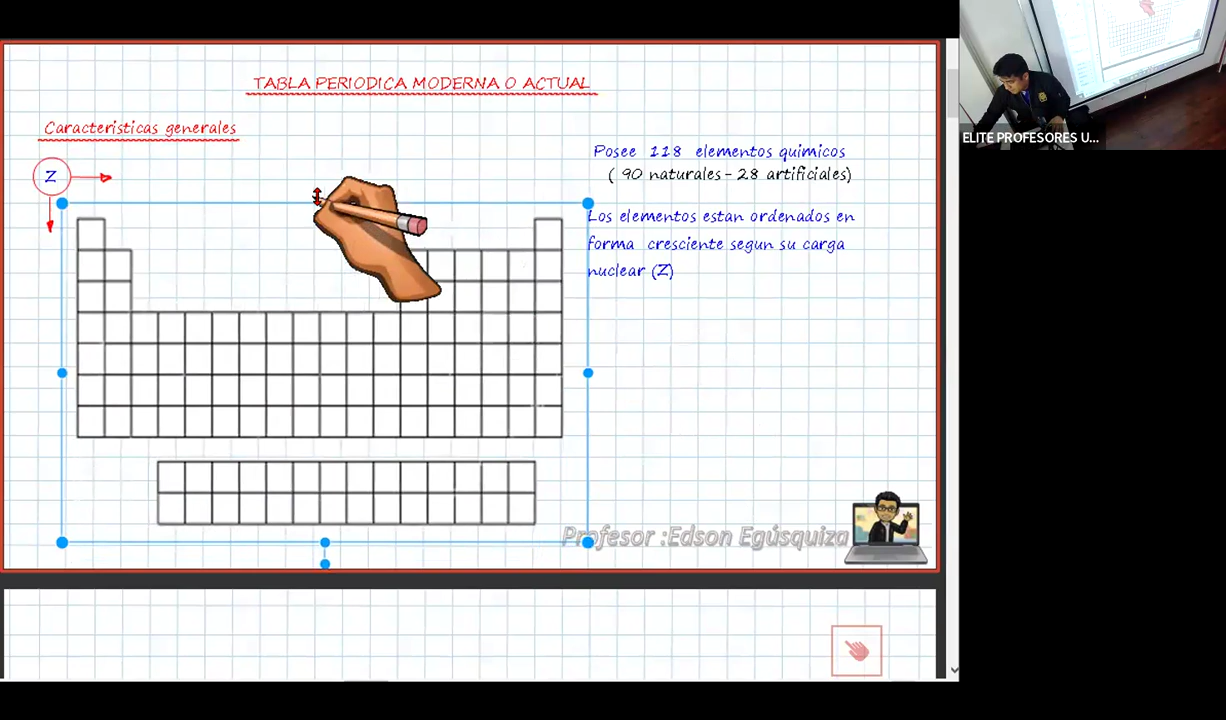 TABLA PERIODICA MODERNA O ACTUAL
Caracteristicas generales
Z
Posee 118 elementos quimicos
( 90 naturales - 28 artificiales)
Los elementos estan ordenados en
forma cresciente segun su carga
nuclear (Z)
Profesor :Edson Egúsquiza
ELITE PROFESORES U...